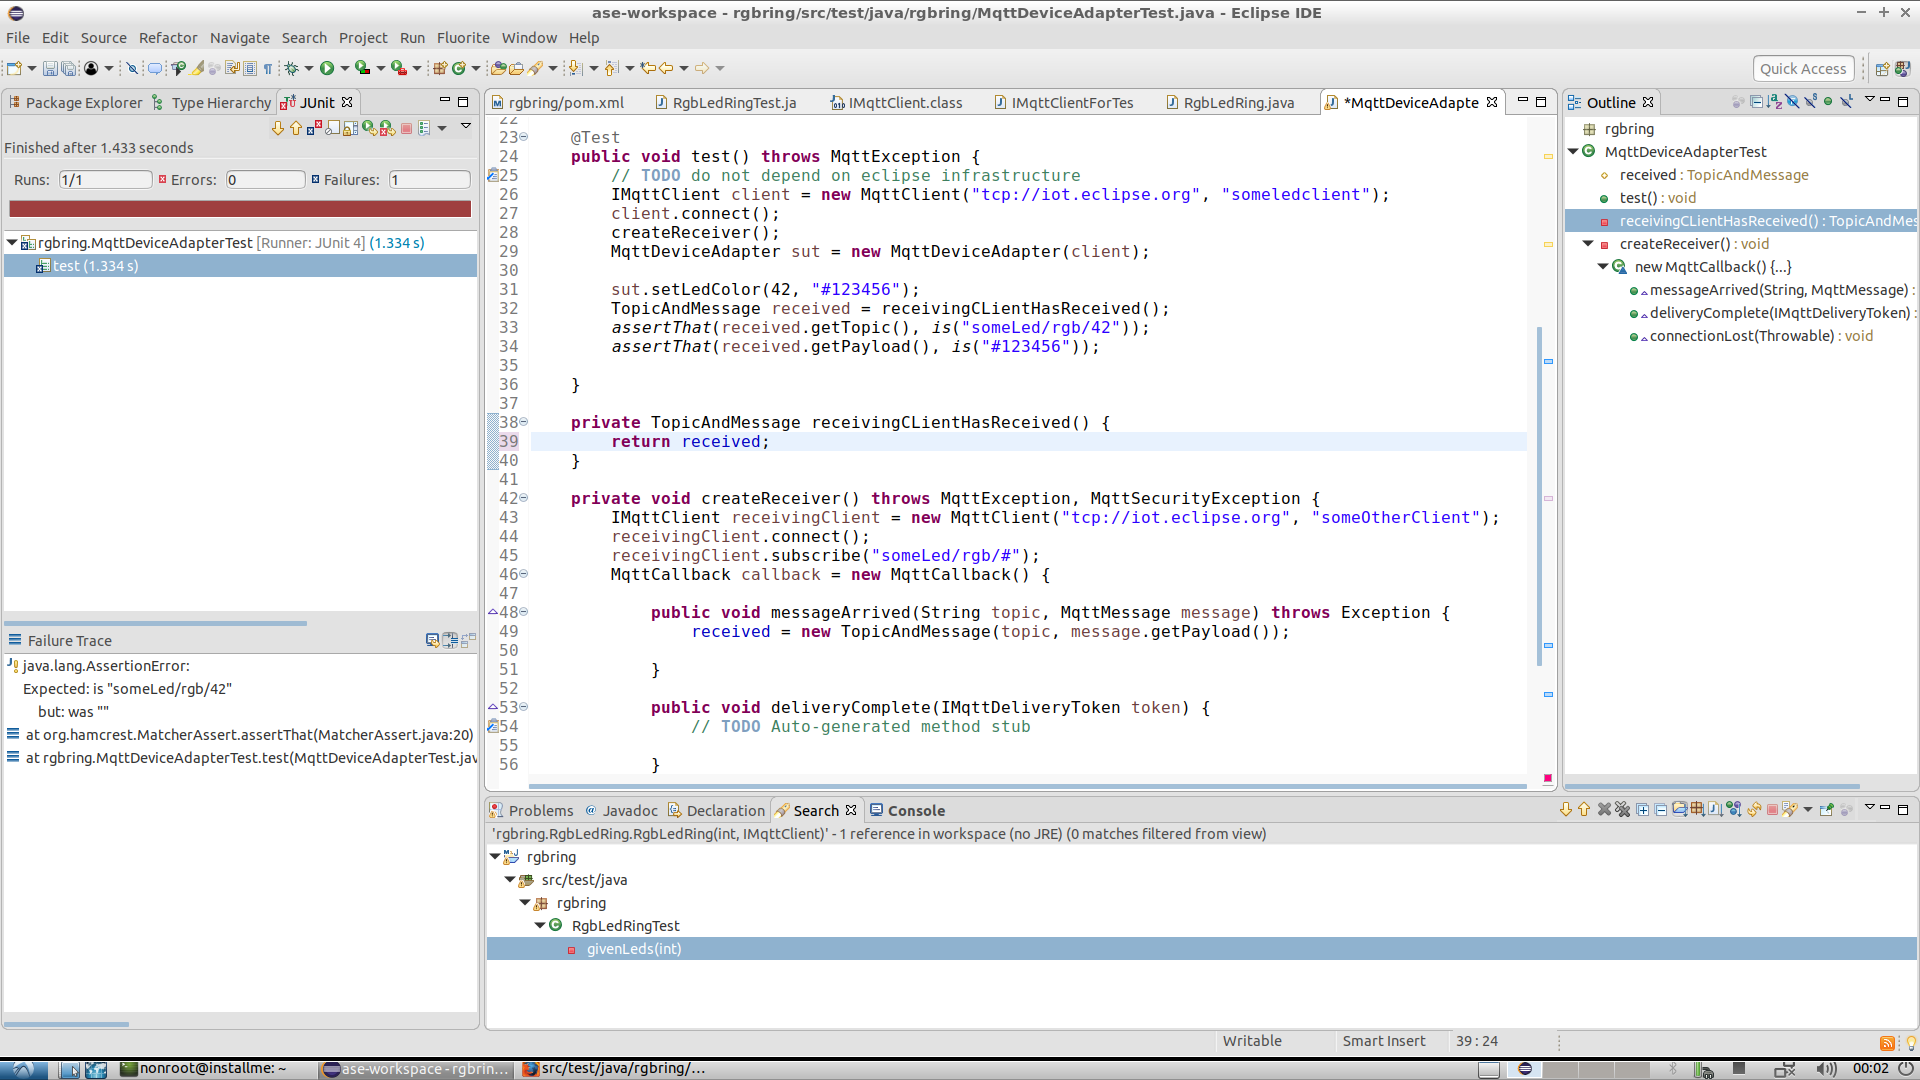 ase-workspace - rgbring/src/test/java/rgbring/MqttDeviceAdapterTest.java - Eclipse IDE
File Edit Source Refactor Navigate Search Project Run Fluorite Window Help
Quick Access
Package Explorer Type Hierarchy JUnit
Finished after 1.433 seconds
Runs: 1/1 Errors: 0 Failures: 1
rgbring.MqttDeviceAdapterTest [Runner: JUnit 4] (1.334 s)
test (1.334 s)
Failure Trace
java.lang.AssertionError:
Expected: is "someLed/rgb/42"
but: was ""
at org.hamcrest.MatcherAssert.assertThat(MatcherAssert.java:20)
at rgbring.MqttDeviceAdapterTest.test(MqttDeviceAdapterTest.jav
rgbring/pom.xml RgbLedRingTest.ja IMqttClient.class IMqttClientForTes RgbLedRing.java *MqttDeviceAdapte
22
23 @Test
24 public void test() throws MqttException {
25 // TODO do not depend on eclipse infrastructure
26 IMqttClient client = new MqttClient("tcp://iot.eclipse.org", "someledclient");
27 client.connect();
28 createReceiver();
29 MqttDeviceAdapter sut = new MqttDeviceAdapter(client);
30
31 sut.setLedColor(42, "#123456");
32 TopicAndMessage received = receivingCLientHasReceived();
33 assertThat(received.getTopic(), is("someLed/rgb/42"));
34 assertThat(received.getPayload(), is("#123456"));
35
36 }
37
38 private TopicAndMessage receivingCLientHasReceived() {
39 return received;
40 }
41
42 private void createReceiver() throws MqttException, MqttSecurityException {
43 IMqttClient receivingClient = new MqttClient("tcp://iot.eclipse.org", "someOtherClient");
44 receivingClient.connect();
45 receivingClient.subscribe("someLed/rgb/#");
46 MqttCallback callback = new MqttCallback() {
47
48 public void messageArrived(String topic, MqttMessage message) throws Exception {
49 received = new TopicAndMessage(topic, message.getPayload());
50
51 }
52
53 public void deliveryComplete(IMqttDeliveryToken token) {
54 // TODO Auto-generated method stub
55
56 }
Outline
rgbring
MqttDeviceAdapterTest
received : TopicAndMessage
test() : void
receivingCLientHasReceived() : TopicAndMes
createReceiver() : void
new MqttCallback() {...}
messageArrived(String, MqttMessage) :
deliveryComplete(IMqttDeliveryToken) :
connectionLost(Throwable) : void
Problems Javadoc Declaration Search Console
'rgbring.RgbLedRing.RgbLedRing(int, IMqttClient)' - 1 reference in workspace (no JRE) (0 matches filtered from view)
rgbring
src/test/java
rgbring
RgbLedRingTest
givenLeds(int)
Writable Smart Insert 39 : 24
nonroot@installme: ~ ase-workspace - rgbrin... src/test/java/rgbring/... 00:02